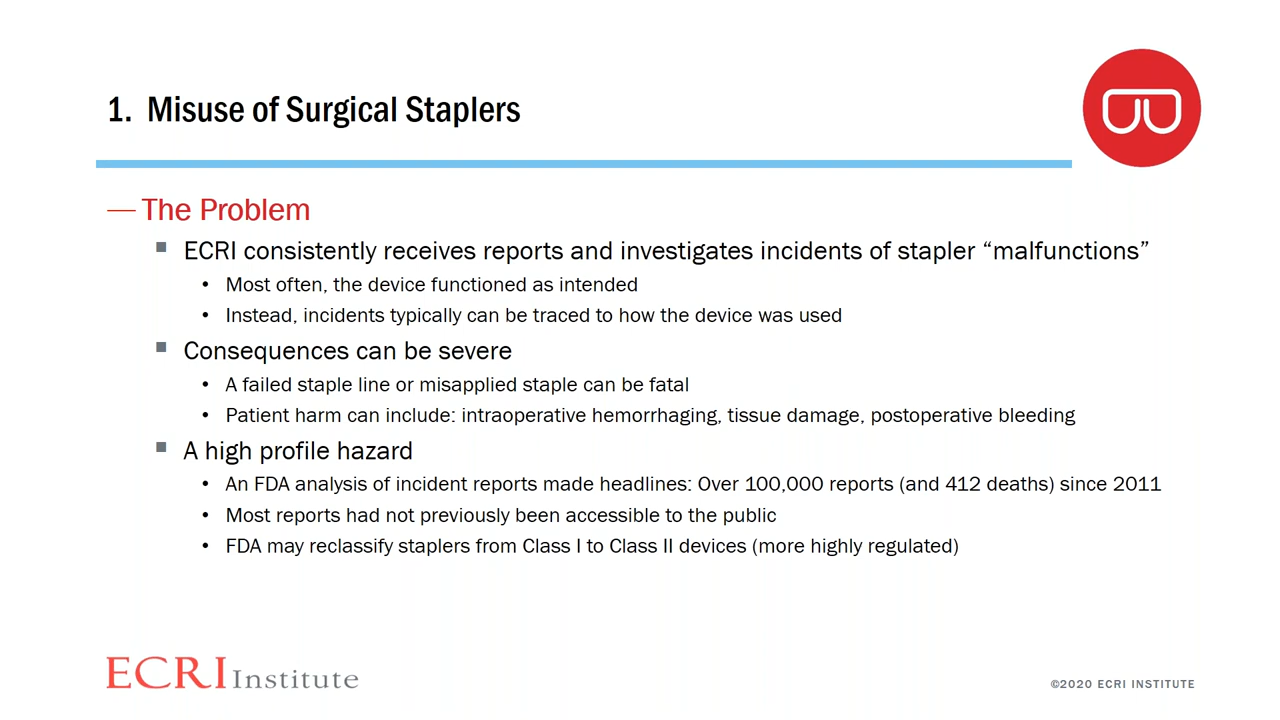 1. Misuse of Surgical Staplers
— The Problem
▪ ECRI consistently receives reports and investigates incidents of stapler “malfunctions”
• Most often, the device functioned as intended
• Instead, incidents typically can be traced to how the device was used
▪ Consequences can be severe
• A failed staple line or misapplied staple can be fatal
• Patient harm can include: intraoperative hemorrhaging, tissue damage, postoperative bleeding
▪ A high profile hazard
• An FDA analysis of incident reports made headlines: Over 100,000 reports (and 412 deaths) since 2011
• Most reports had not previously been accessible to the public
• FDA may reclassify staplers from Class I to Class II devices (more highly regulated)
ECRI Institute
©2020 ECRI INSTITUTE